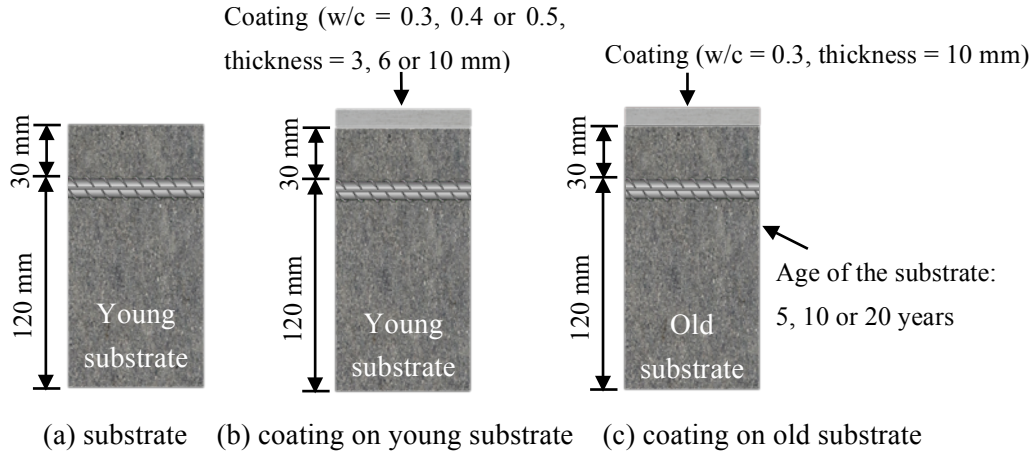 Coating (w/c = 0.3, 0.4 or 0.5,
thickness = 3, 6 or 10 mm)
Coating (w/c = 0.3, thickness = 10 mm)
30 mm
120 mm
Young
substrate
30 mm
120 mm
Young
substrate
30 mm
120 mm
Old
substrate
Age of the substrate:
5, 10 or 20 years
(a) substrate
(b) coating on young substrate
(c) coating on old substrate